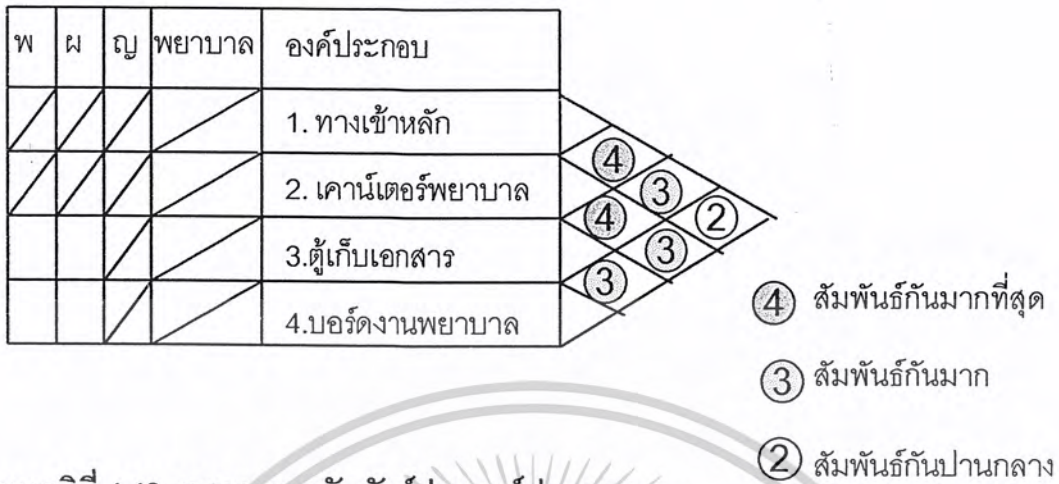 พ ผ ญ พยาบาล องค์ประกอบ
1. ทางเข้าหลัก
2. เคาน์เตอร์พยาบาล
3.ตู้เก็บเอกสาร
4.บอร์ดงานพยาบาล
4
3
2
4
3
3
④ สัมพันธ์กันมากที่สุด
③ สัมพันธ์กันมาก
② สัมพันธ์กันปานกลาง